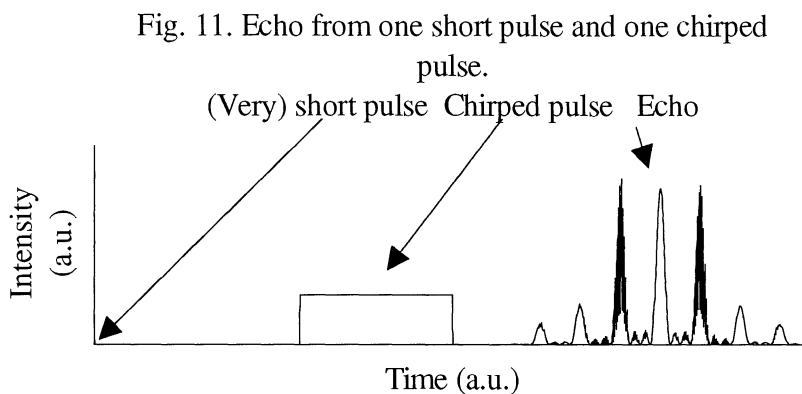 Fig. 11. Echo from one short pulse and one chirped
pulse.
(Very) short pulse Chirped pulse Echo
Intensity
(a.u.)
Time (a.u.)